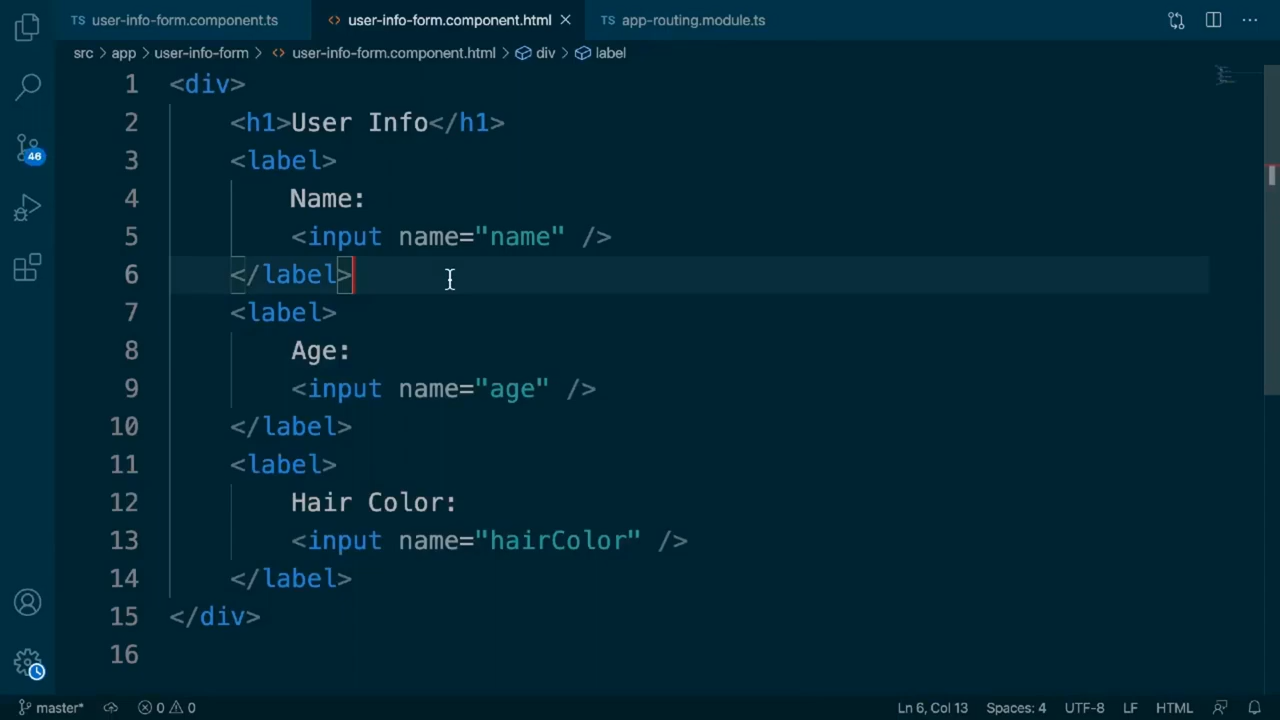 TS user-info-form.component.ts <> user-info-form.component.html TS app-routing.module.ts
src > app > user-info-form > <> user-info-form.component.html > div > label
1 <div>
2 <h1>User Info</h1>
3 <label>
4 Name:
5 <input name="name" />
6 </label>
7 <label>
8 Age:
9 <input name="age" />
10 </label>
11 <label>
12 Hair Color:
13 <input name="hairColor" />
14 </label>
15 </div>
16
46
master* 0 0 Ln 6, Col 13 Spaces: 4 UTF-8 LF HTML